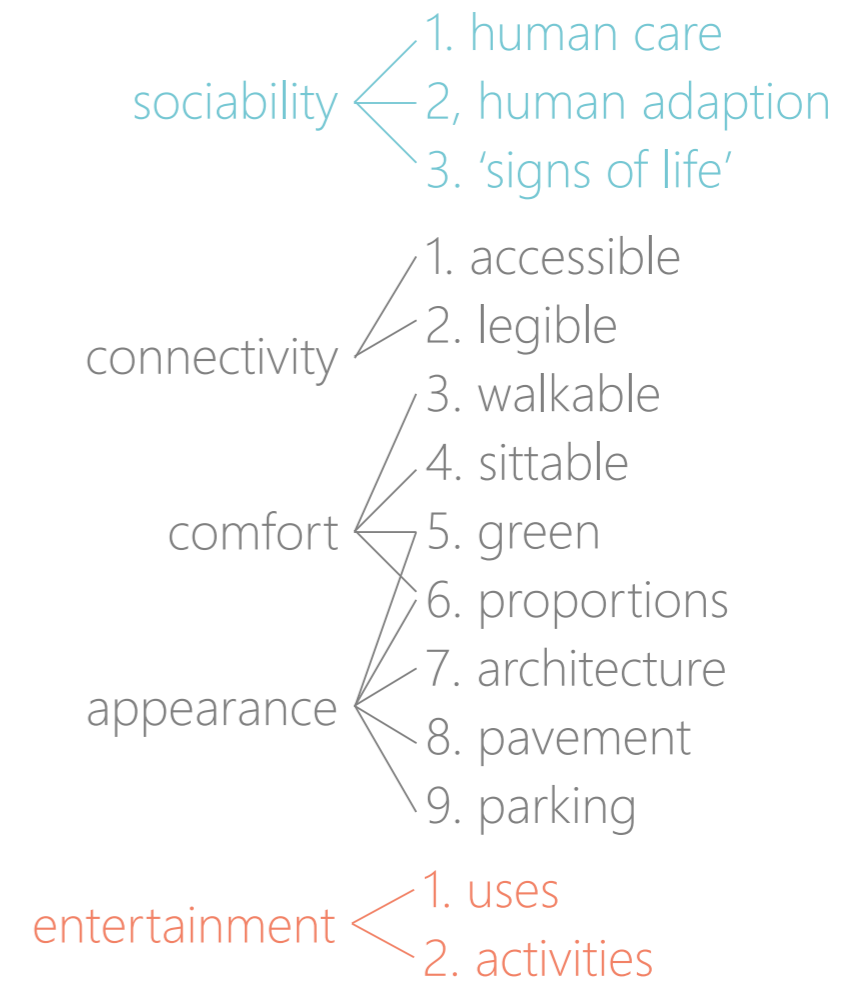 1. human care
sociability
2, human adaption
3. 'signs of life'
1. accessible
2. legible
connectivity
3. walkable
4. sittable
comfort
5. green
6. proportions
7. architecture
appearance
8. pavement
9. parking
1. uses
entertainment
2. activities